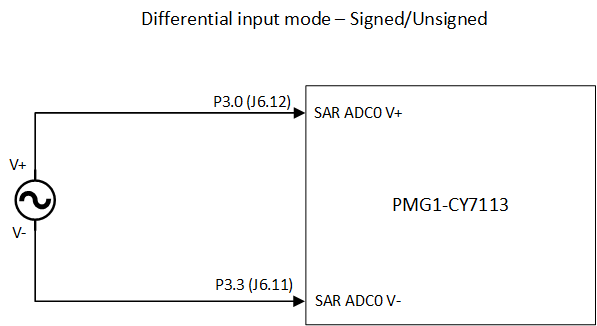 Differential input mode – Signed/Unsigned
P3.0 (J6.12)
SAR ADC0 V+
V+
PMG1-CY7113
V-
P3.3 (J6.11)
SAR ADC0 V-